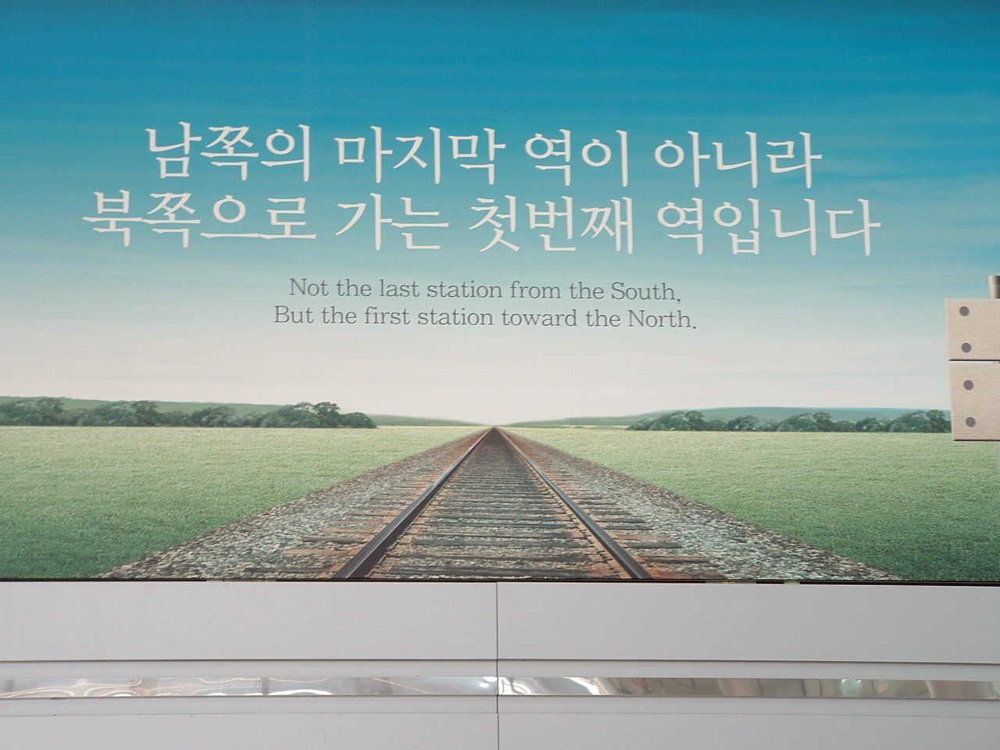 남쪽의 마지막 역이 아니라
북쪽으로 가는 첫번째 역입니다
Not the last station from the South,
But the first station toward the North.